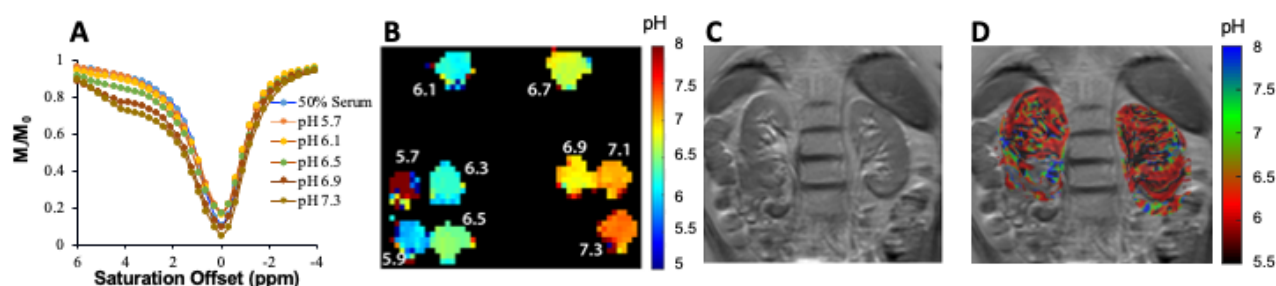 A
M/M₀
1
0.8
0.6
0.4
0.2
0
6
4
2
0
-2
-4
Saturation Offset (ppm)
50% Serum
pH 5.7
pH 6.1
pH 6.5
pH 6.9
pH 7.3
B
6.1
6.7
5.7
6.3
6.9
7.1
5.9
6.5
7.3
pH
8
7.5
7
6.5
6
5.5
5
C
D
pH
8
7.5
7
6.5
6
5.5